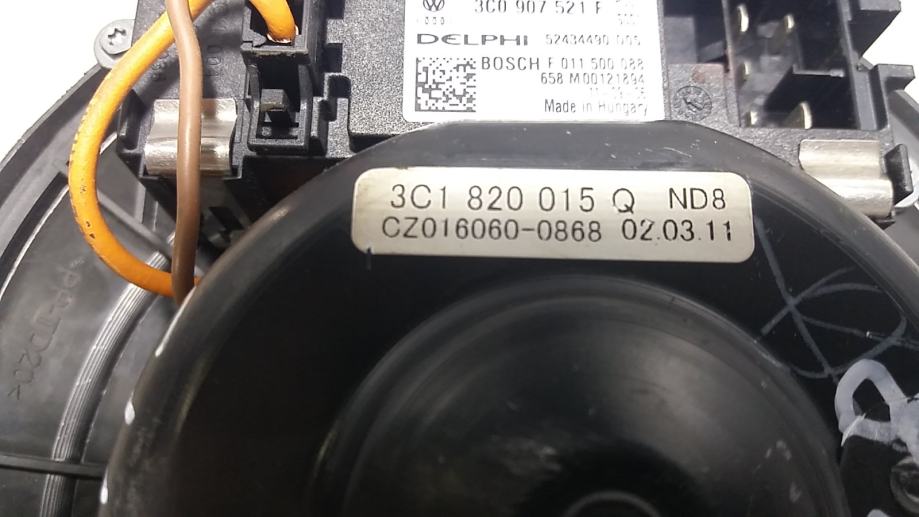 3C0 907 521 F
DELPHI 52434490 005
BOSCH F 011 500 088
658 M00121894
Made in Hungary
3C1 820 015 Q ND8
CZ016060-0868 02.03.11